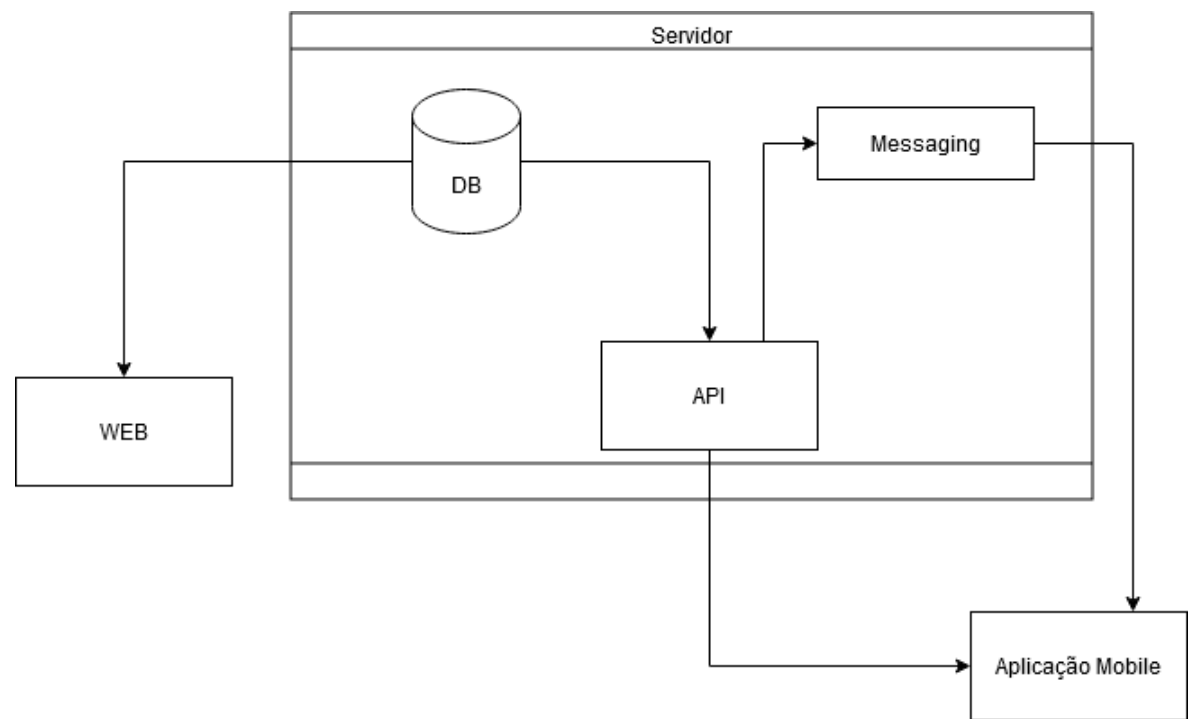 Servidor
Messaging
DB
API
WEB
Aplicação Mobile